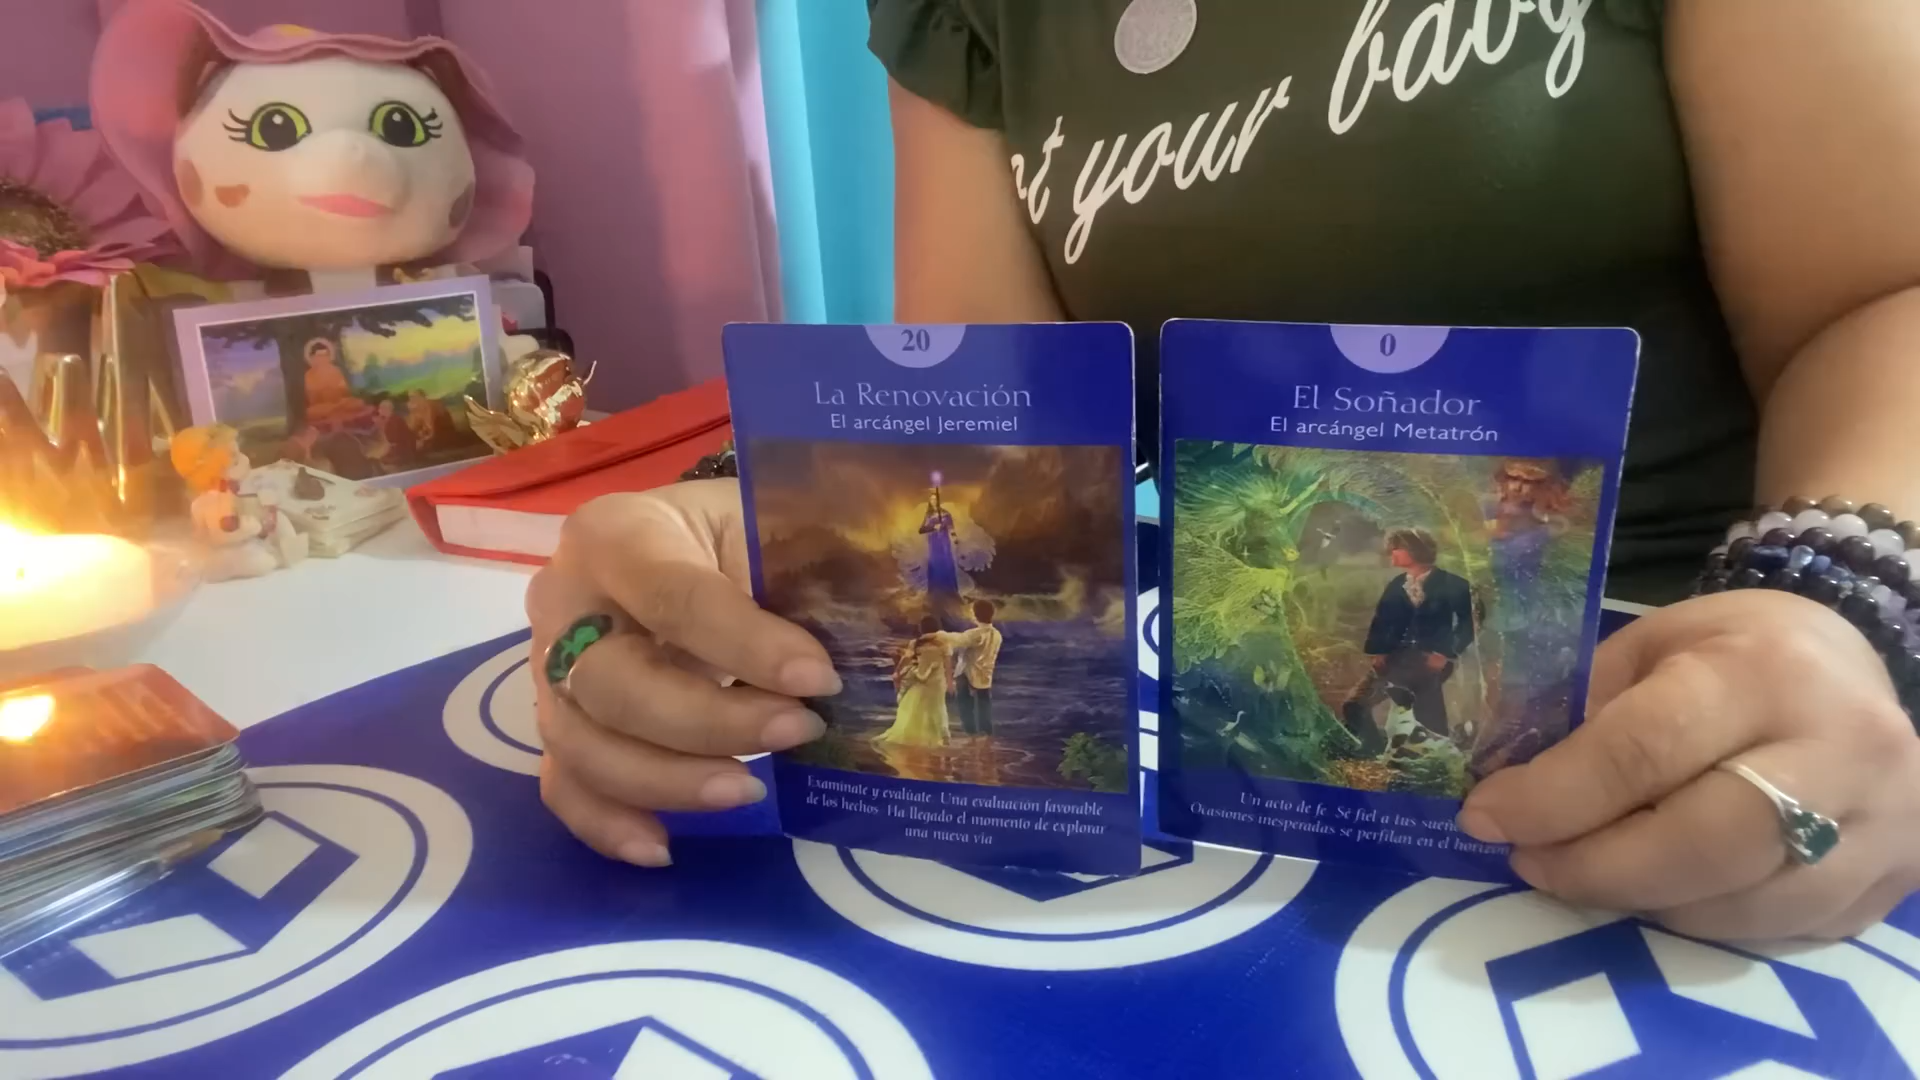 your baby
20
La Renovación
El arcángel Jeremiel
Examínate y evalúate. Una evaluación favorable
de los hechos. Ha llegado el momento de explorar
una nueva vía
0
El Soñador
El arcángel Metatrón
Un acto de fe. Sé fiel a tus
Ocasiones inesperadas se perfilan en el horizon